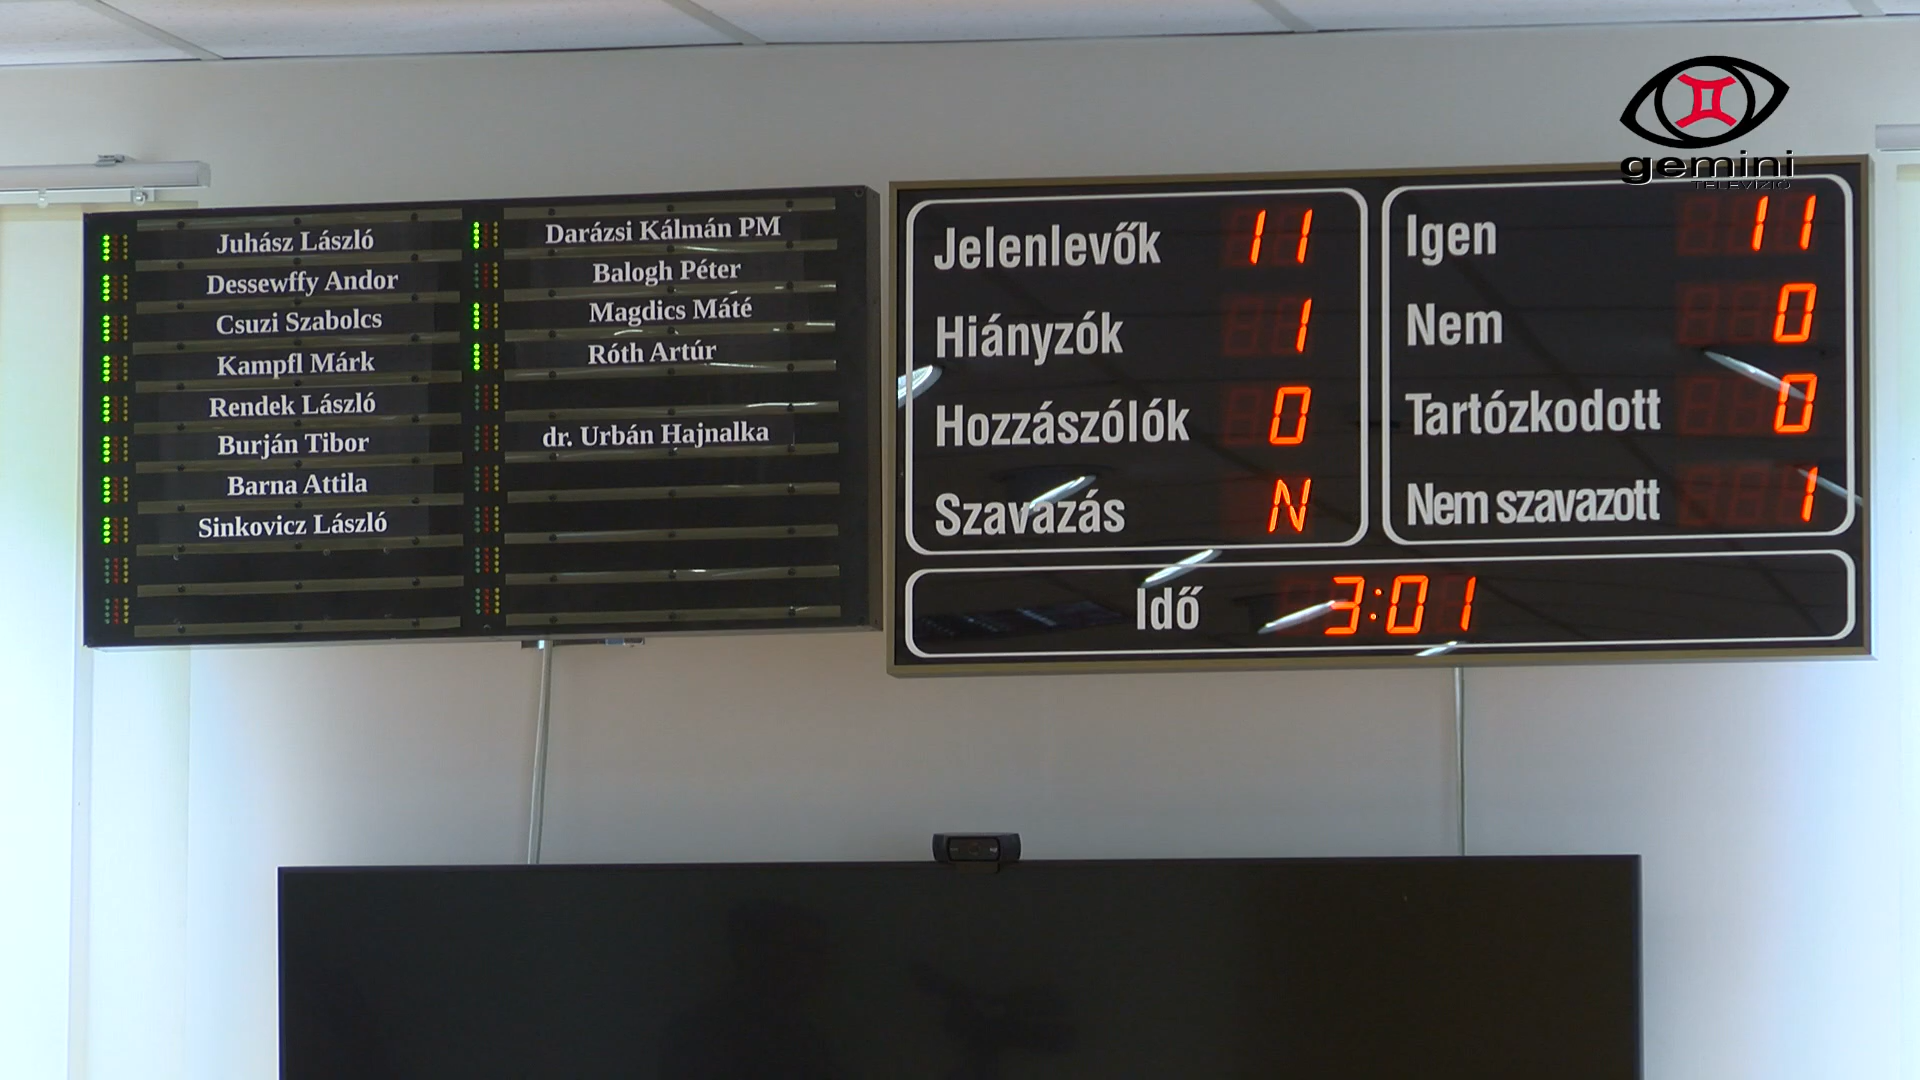 gemini
TELEVÍZIÓ
Juhász László
Dessewffy Andor
Csuzi Szabolcs
Kampfl Márk
Rendek László
Burján Tibor
Barna Attila
Sinkovicz László
Darázsi Kálmán PM
Balogh Péter
Magdics Máté
Róth Artúr
dr. Urbán Hajnalka
Jelenlevők 11
Hiányzók 1
Hozzászólók 0
Szavazás N
Igen 11
Nem 0
Tartózkodott 0
Nem szavazott 1
Idő 3:01